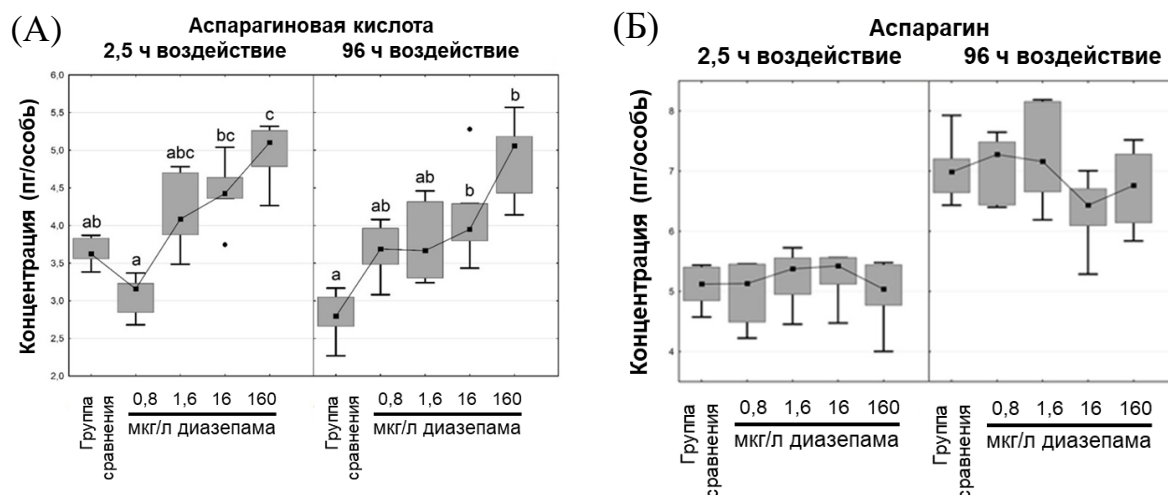 (А)
Аспарагиновая кислота
2,5 ч воздействие
96 ч воздействие
Концентрация (пг/особь)
6,0
5,5
5,0
4,5
4,0
3,5
3,0
2,5
2,0
ab
a
abc
bc
c
a
ab
ab
b
b
Группа
сравнения
0,8
1,6
16
160
мкг/л диазепама
Группа
сравнения
0,8
1,6
16
160
мкг/л диазепама
(Б)
Аспарагин
2,5 ч воздействие
96 ч воздействие
Концентрация (пг/особь)
8
7
6
5
4
Группа
сравнения
0,8
1,6
16
160
мкг/л диазепама
Группа
сравнения
0,8
1,6
16
160
мкг/л диазепама